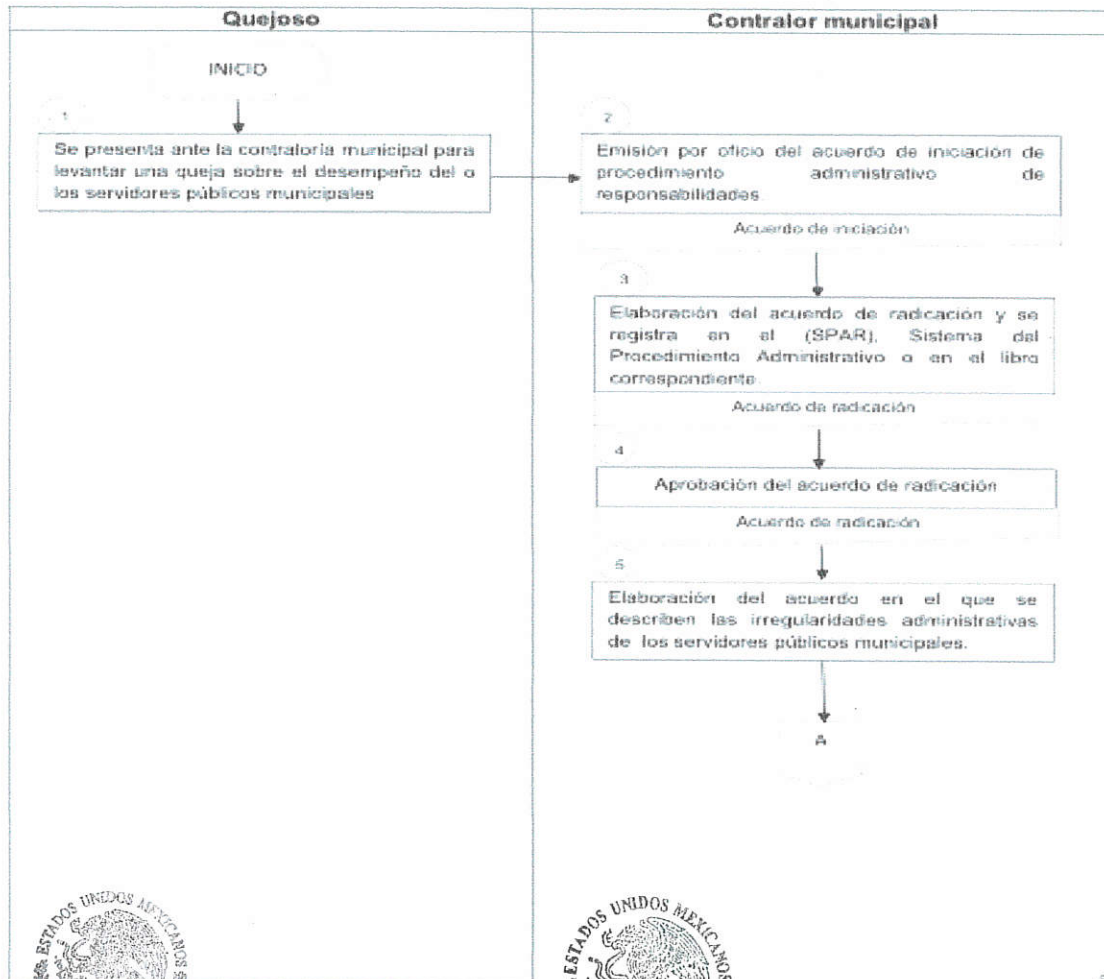 Quejoso
Contralor municipal
INICIO
1
Se presenta ante la contraloría municipal para
levantar una queja sobre el desempeño del o
los servidores públicos municipales
2
Emisión por oficio del acuerdo de iniciación de
procedimiento administrativo de
responsabilidades
Acuerdo de iniciación
3
Elaboración del acuerdo de radicación y se
registra en el (SPAR), Sistema del
Procedimiento Administrativo o en el libro
correspondiente
Acuerdo de radicación
4
Aprobación del acuerdo de radicación
Acuerdo de radicación
5
Elaboración del acuerdo en el que se
describen las irregularidades administrativas
de los servidores públicos municipales.
A
ESTADOS UNIDOS MEXICANOS
ESTADOS UNIDOS MEXICANOS